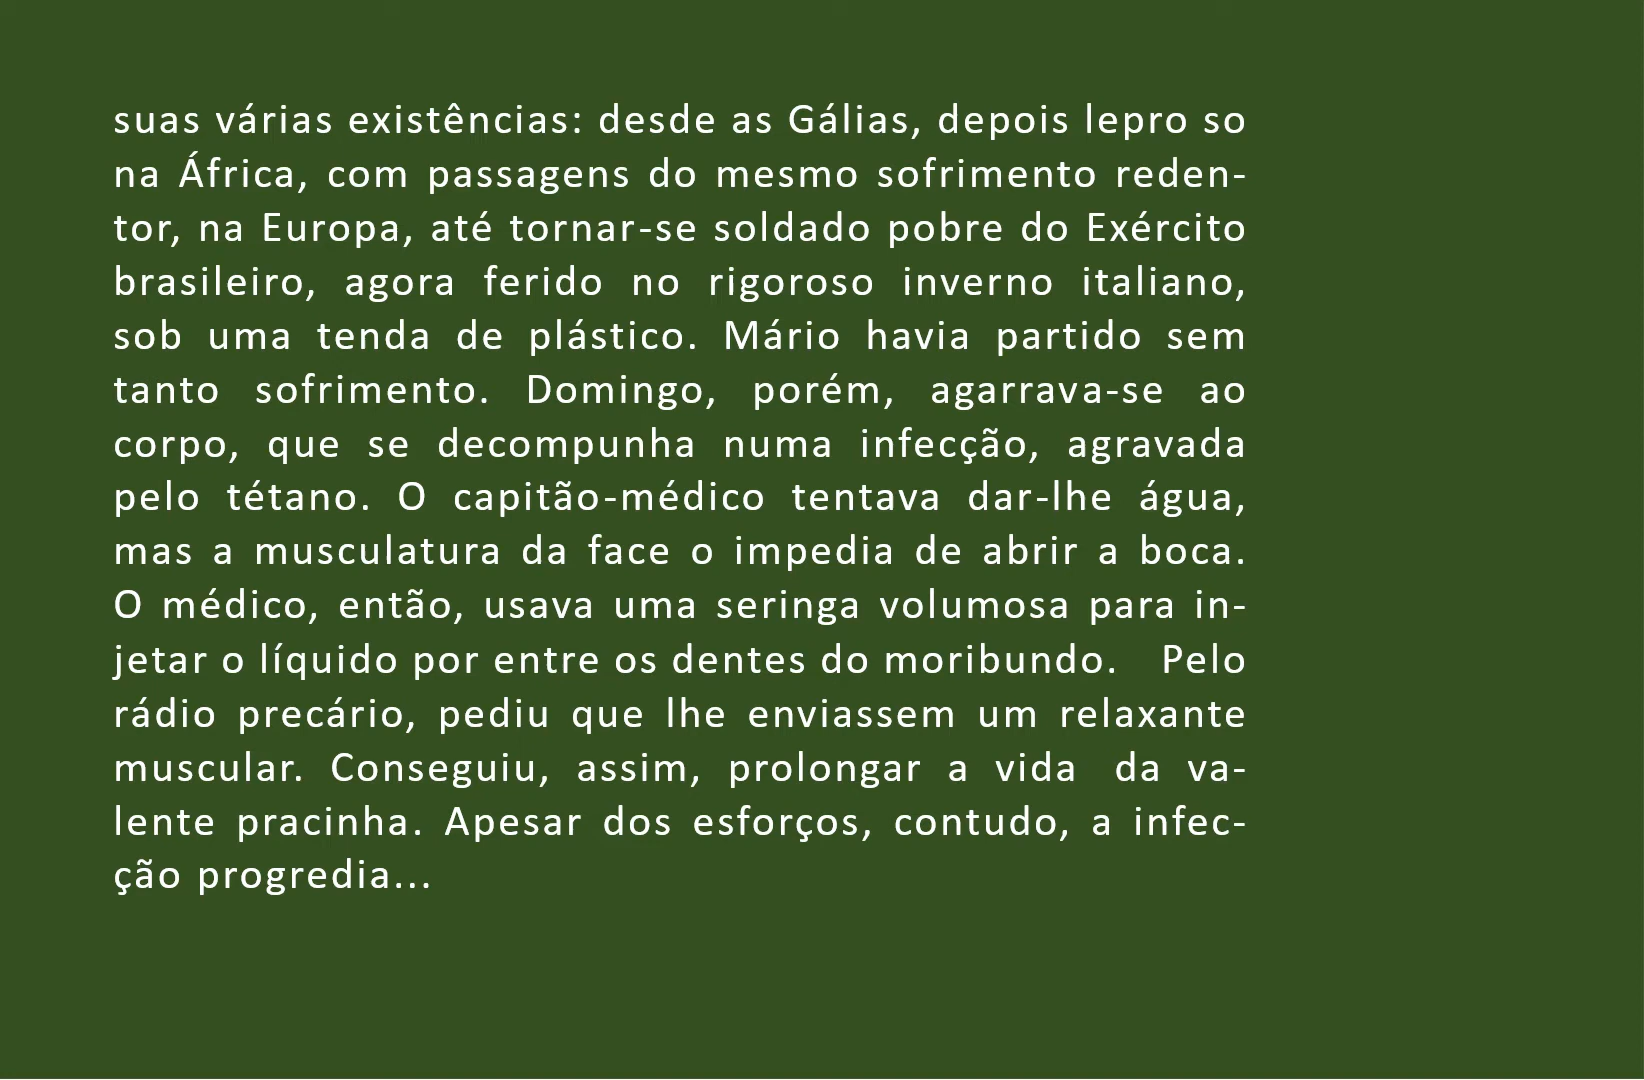 suas várias existências: desde as Gálias, depois lepro so
na África, com passagens do mesmo sofrimento reden-
tor, na Europa, até tornar-se soldado pobre do Exército
brasileiro, agora ferido no rigoroso inverno italiano,
sob uma tenda de plástico. Mário havia partido sem
tanto sofrimento. Domingo, porém, agarrava-se ao
corpo, que se decompunha numa infecção, agravada
pelo tétano. O capitão-médico tentava dar-lhe água,
mas a musculatura da face o impedia de abrir a boca.
O médico, então, usava uma seringa volumosa para in-
jetar o líquido por entre os dentes do moribundo. Pelo
rádio precário, pediu que lhe enviassem um relaxante
muscular. Conseguiu, assim, prolongar a vida da va-
lente pracinha. Apesar dos esforços, contudo, a infec-
ção progredia...